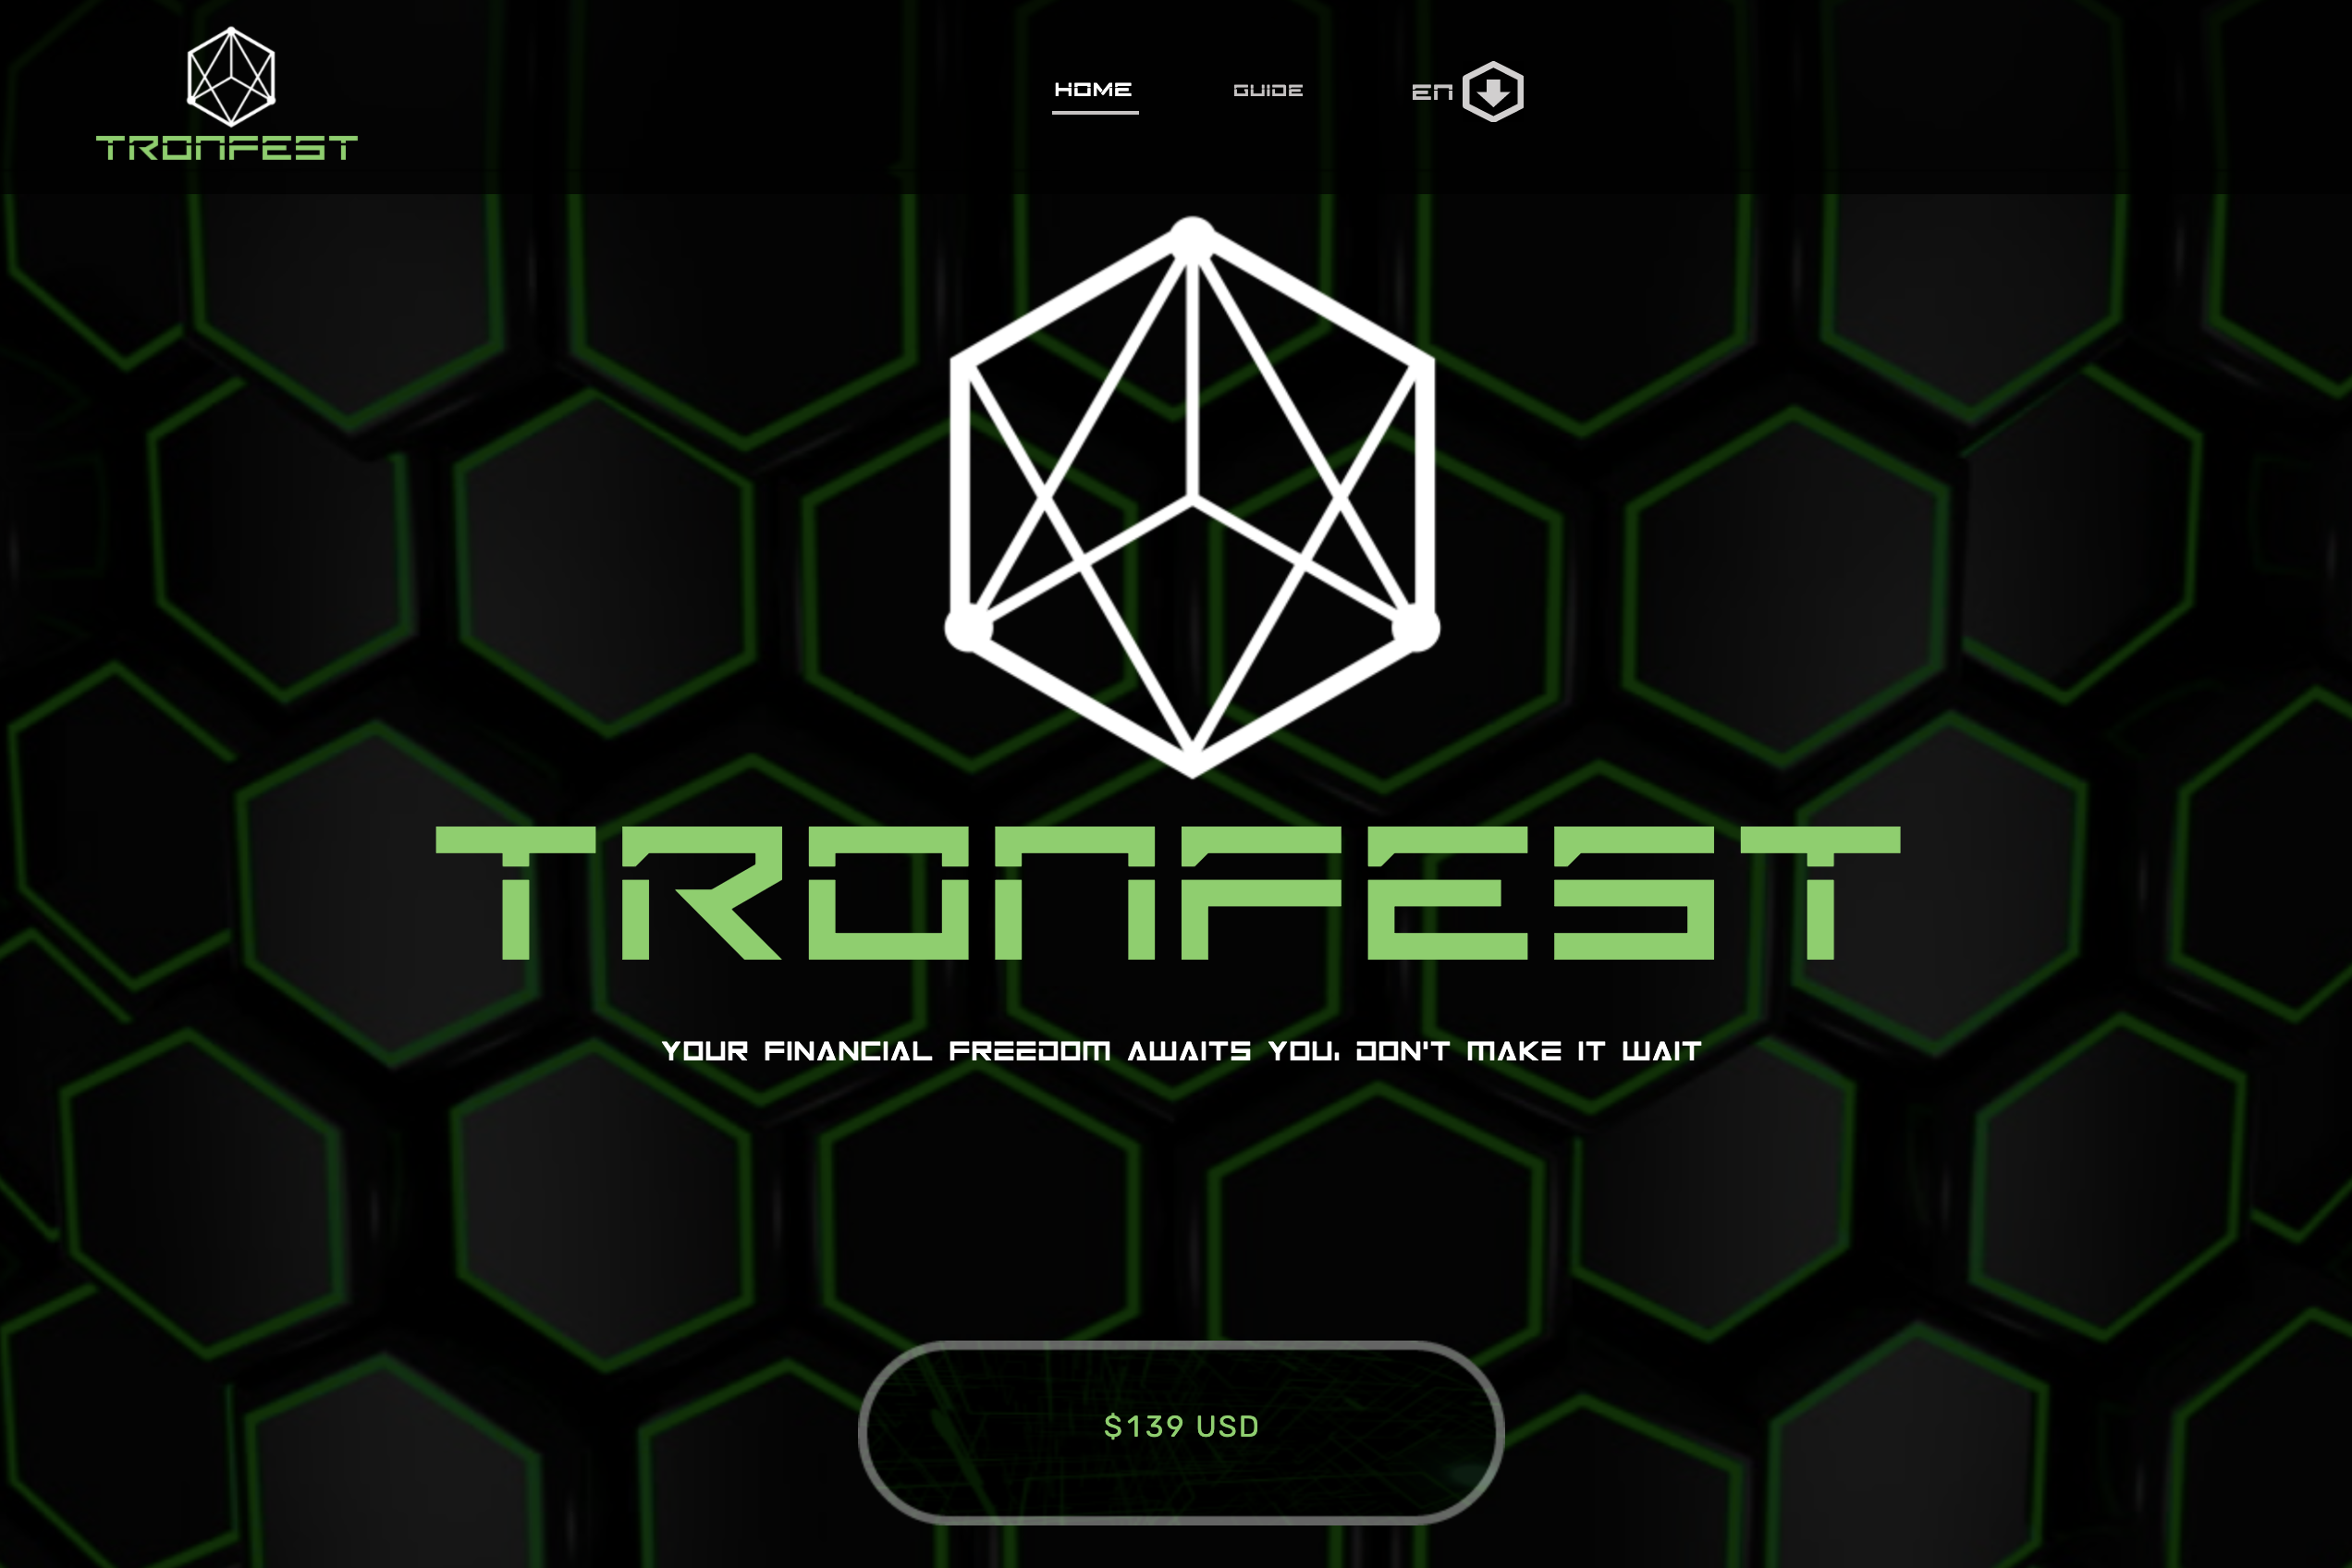 TRONFEST
HOME
GUIDE
EN
TRONFEST
YOUR FINANCIAL FREEDOM AWAITS YOU, DON'T MAKE IT WAIT
$139 USD